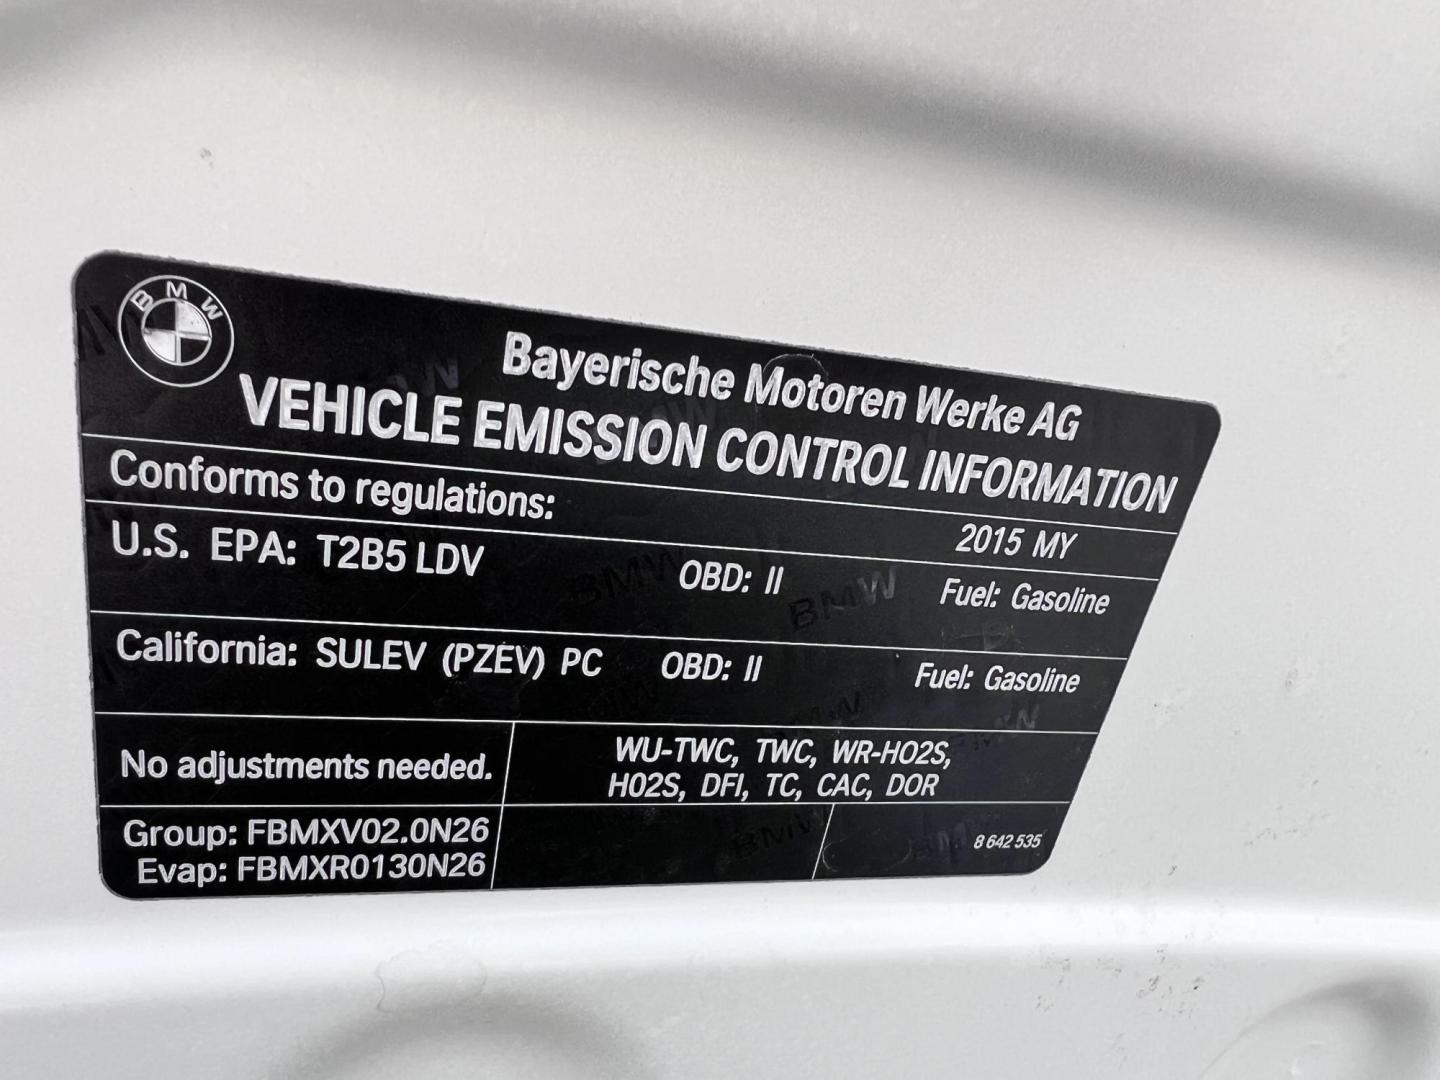 BMW
Bayerische Motoren Werke AG
VEHICLE EMISSION CONTROL INFORMATION
Conforms to regulations:
2015 MY
U.S. EPA: T2B5 LDV OBD: II Fuel: Gasoline
California: SULEV (PZEV) PC OBD: II Fuel: Gasoline
No adjustments needed.
WU-TWC, TWC, WR-HO2S,
H02S, DFI, TC, CAC, DOR
Group: FBMXV02.0N26
Evap: FBMXR0130N26
8 642 535